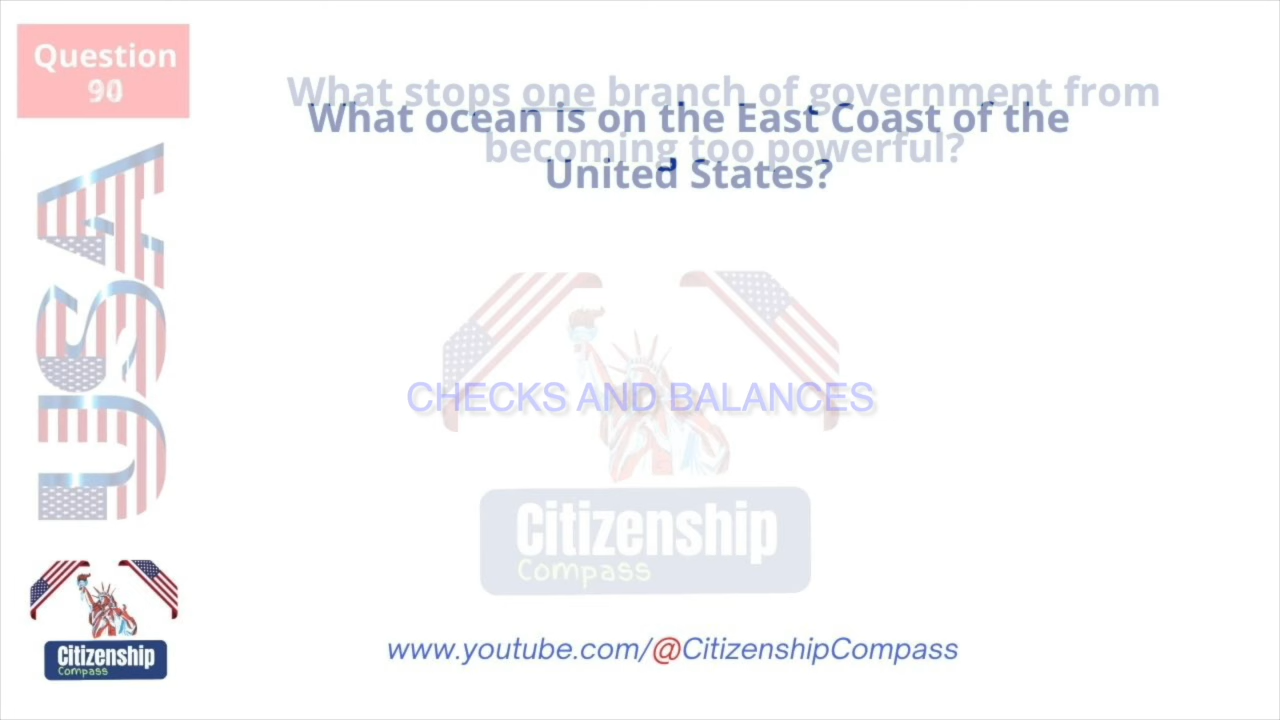 Question
90
What stops one branch of government from
becoming too powerful?
What ocean is on the East Coast of the
United States?
USA
CHECKS AND BALANCES
Citizenship
Compass
Citizenship
Compass
www.youtube.com/@CitizenshipCompass